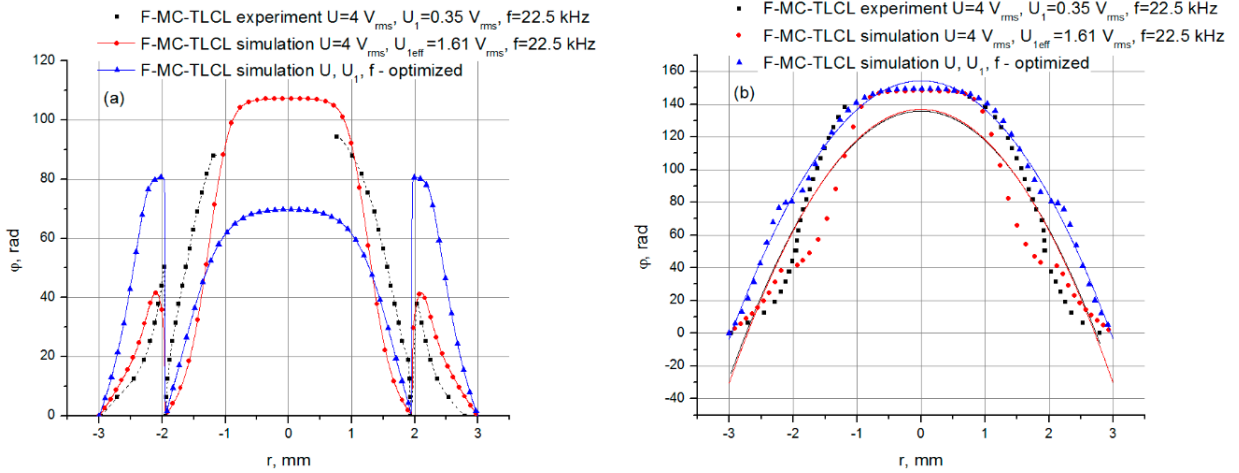 F-MC-TLCL experiment U=4 Vrms, U1=0.35 Vrms, f=22.5 kHz
F-MC-TLCL simulation U=4 Vrms, U1eff=1.61 Vrms, f=22.5 kHz
F-MC-TLCL simulation U, U1, f - optimized
(a)
120
100
80
60
40
20
0
φ, rad
-3 -2 -1 0 1 2 3
r, mm
F-MC-TLCL experiment U=4 Vrms, U1=0.35 Vrms, f=22.5 kHz
F-MC-TLCL simulation U=4 Vrms, U1eff=1.61 Vrms, f=22.5 kHz
F-MC-TLCL simulation U, U1, f - optimized
(b)
160
140
120
100
80
60
40
20
0
-20
-40
φ, rad
-3 -2 -1 0 1 2 3
r, mm